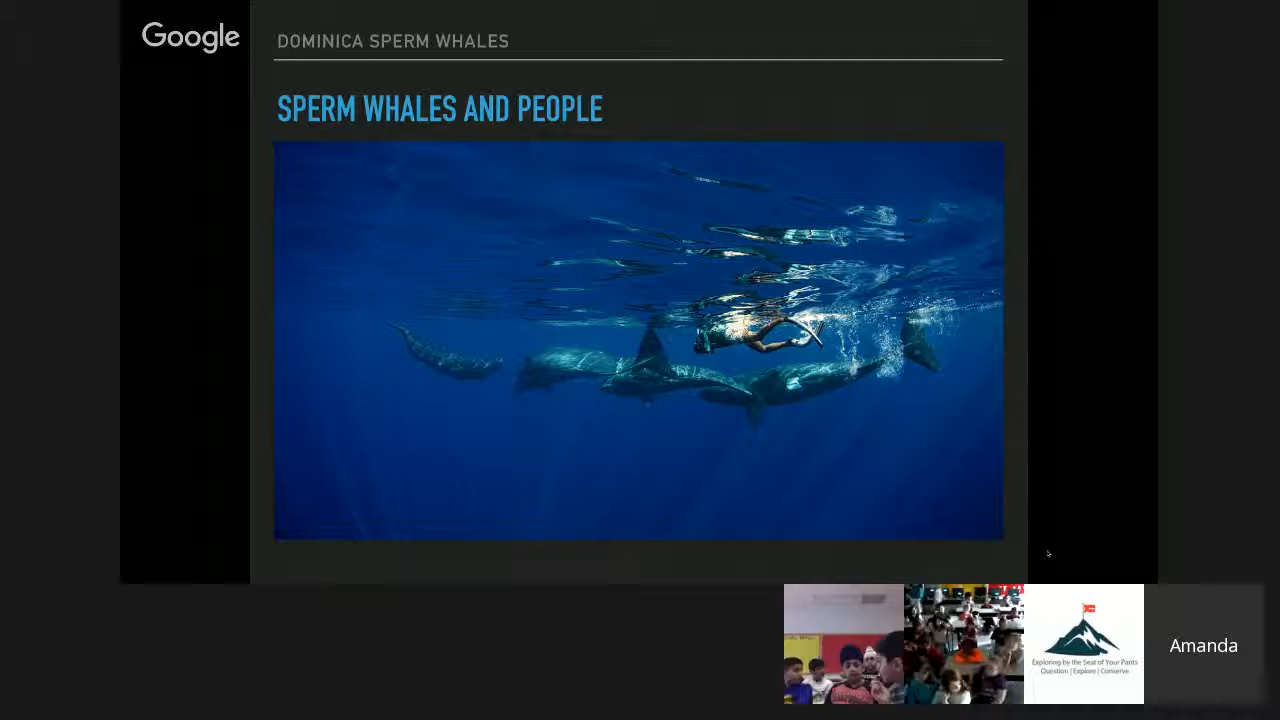 Google
DOMINICA SPERM WHALES
SPERM WHALES AND PEOPLE
Exploring by the Seat of Your Pants
Question | Explore | Conserve
Amanda